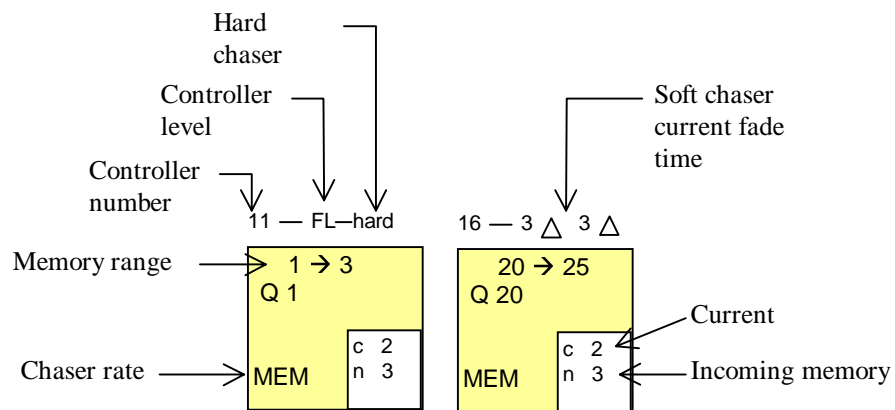 Hard
chaser
Controller
level
Soft chaser
current fade
time
Controller
number
11 — FL—hard
16 — 3 △ 3 △
Memory range
1 → 3
Q 1
20 → 25
Q 20
Current
c 2
n 3
c 2
n 3
Chaser rate
MEM
MEM
Incoming memory